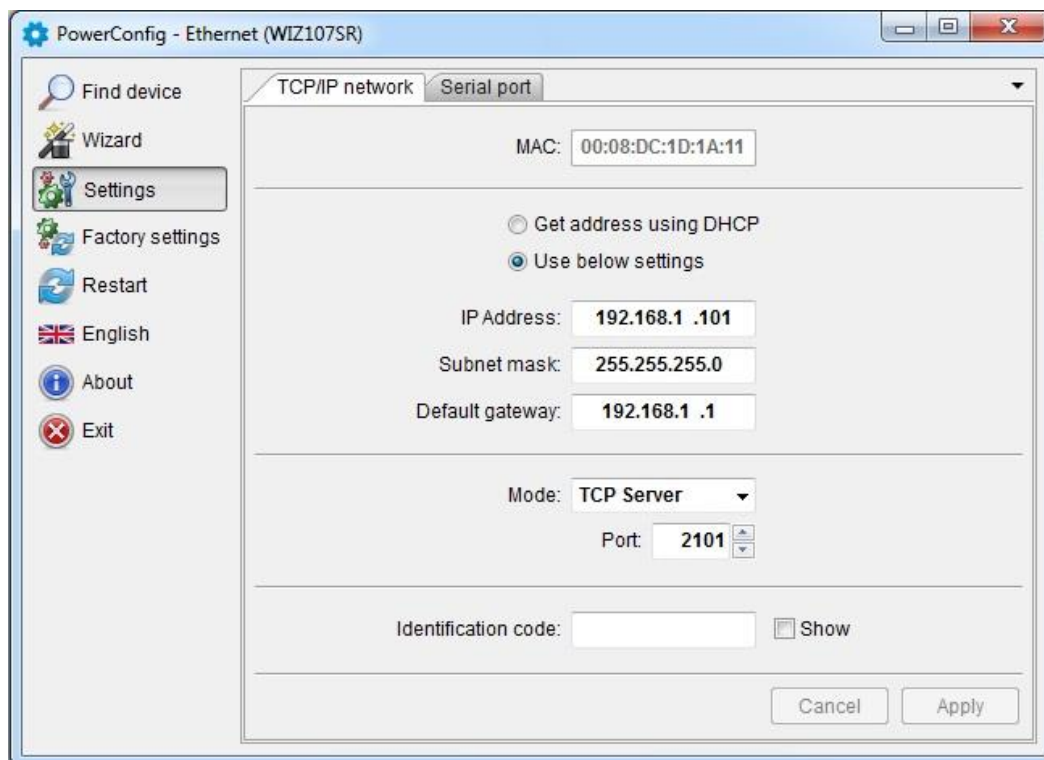 PowerConfig - Ethernet (WIZ107SR)
Find device
Wizard
Settings
Factory settings
Restart
English
About
Exit
TCP/IP network Serial port
MAC: 00:08:DC:1D:1A:11
Get address using DHCP
Use below settings
IP Address: 192.168.1 .101
Subnet mask: 255.255.255.0
Default gateway: 192.168.1 .1
Mode: TCP Server
Port: 2101
Identification code: Show
Cancel Apply